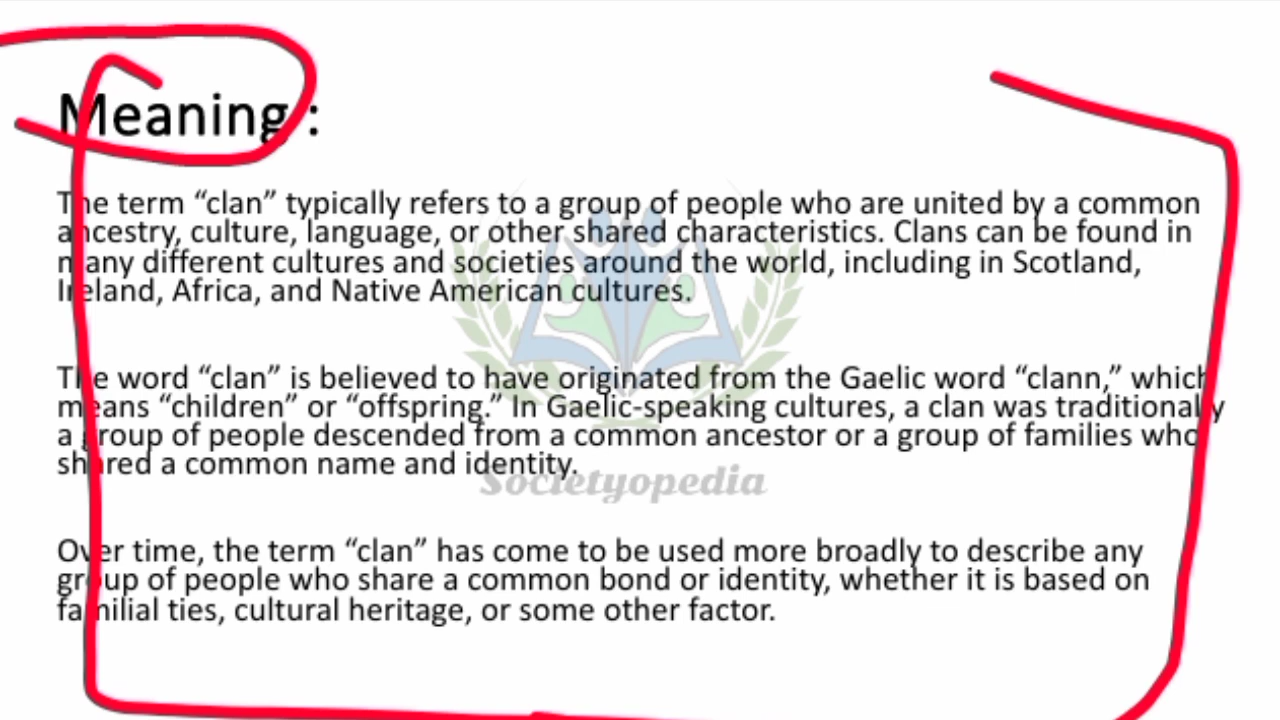 Meaning :
The term “clan” typically refers to a group of people who are united by a common
ancestry, culture, language, or other shared characteristics. Clans can be found in
many different cultures and societies around the world, including in Scotland,
Ireland, Africa, and Native American cultures.
The word “clan” is believed to have originated from the Gaelic word “clann,” which
means “children” or “offspring.” In Gaelic-speaking cultures, a clan was traditionally
a group of people descended from a common ancestor or a group of families who
shared a common name and identity.
Societyopedia
Over time, the term “clan” has come to be used more broadly to describe any
group of people who share a common bond or identity, whether it is based on
familial ties, cultural heritage, or some other factor.